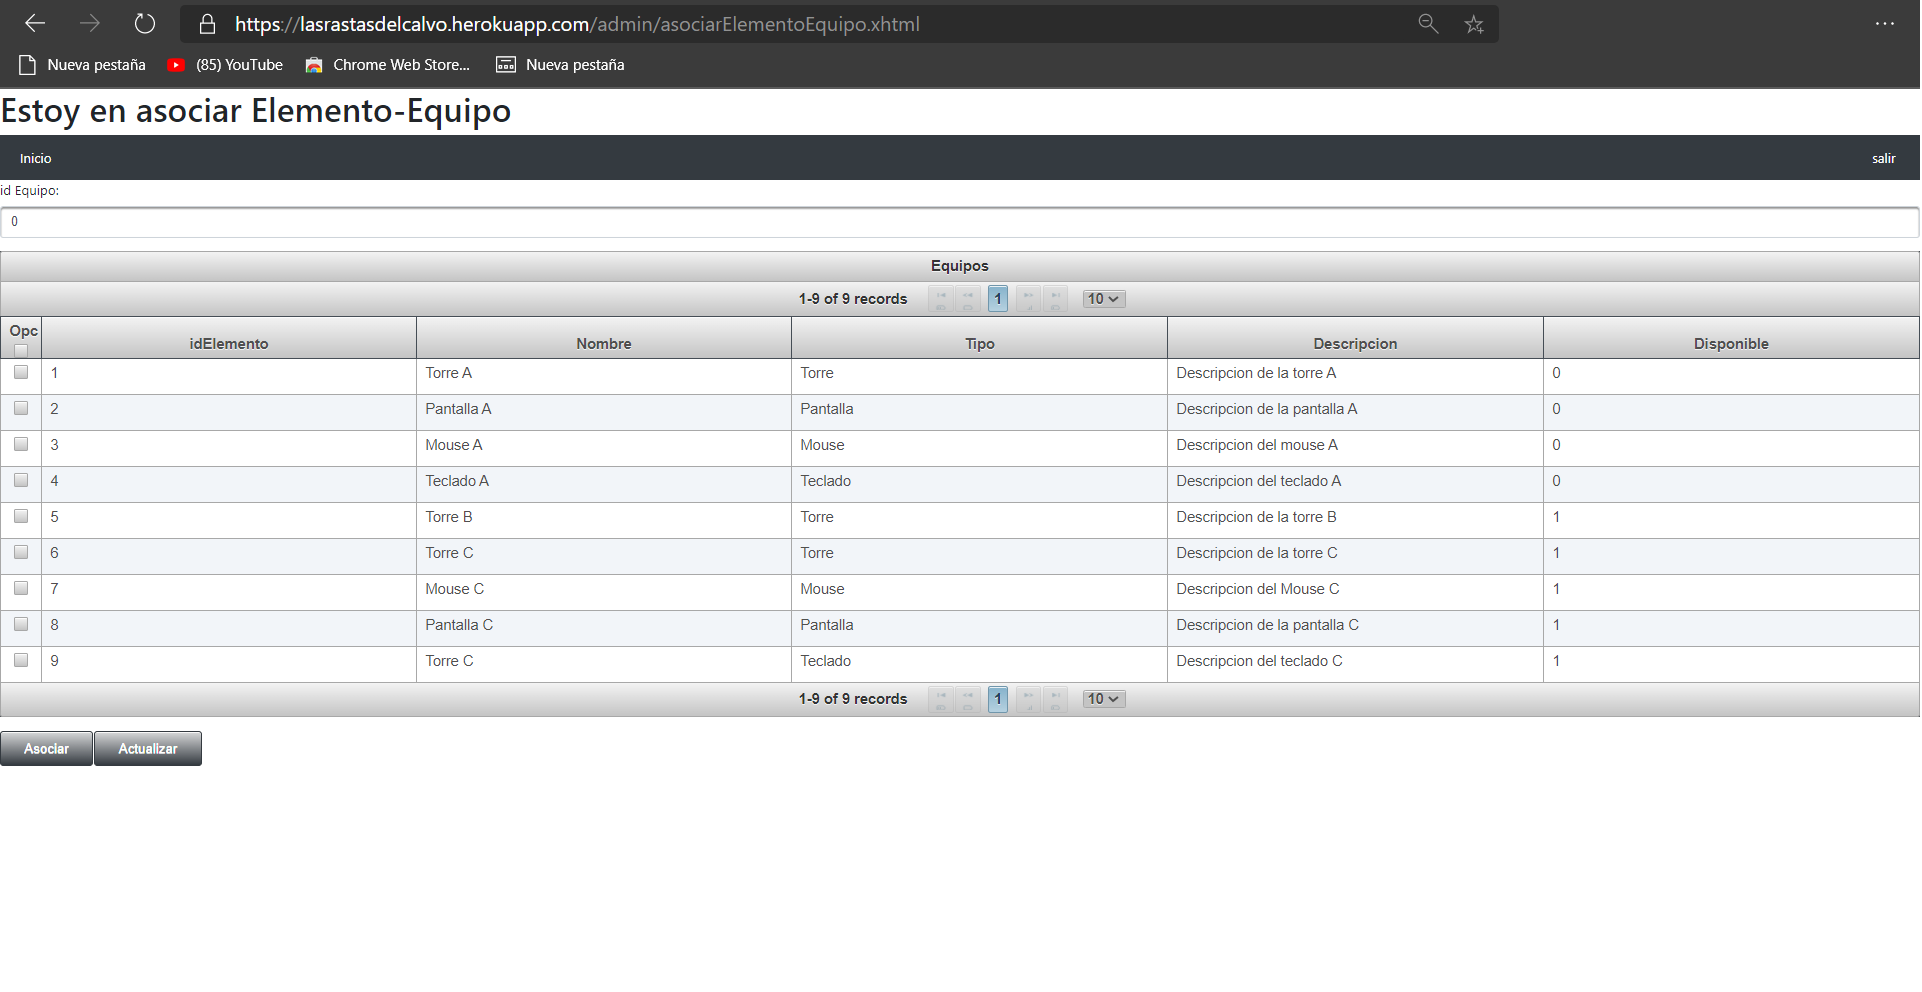 https://lasrastasdelcalvo.herokuapp.com/admin/asociarElementoEquipo.xhtml
Nueva pestaña (85) YouTube Chrome Web Store... Nueva pestaña
Estoy en asociar Elemento-Equipo
Inicio salir
id Equipo:
0
Equipos
1-9 of 9 records 1 10
Opc idElemento Nombre Tipo Descripcion Disponible
1 Torre A Torre Descripcion de la torre A 0
2 Pantalla A Pantalla Descripcion de la pantalla A 0
3 Mouse A Mouse Descripcion del mouse A 0
4 Teclado A Teclado Descripcion del teclado A 0
5 Torre B Torre Descripcion de la torre B 1
6 Torre C Torre Descripcion de la torre C 1
7 Mouse C Mouse Descripcion del Mouse C 1
8 Pantalla C Pantalla Descripcion de la pantalla C 1
9 Torre C Teclado Descripcion del teclado C 1
1-9 of 9 records 1 10
Asociar Actualizar